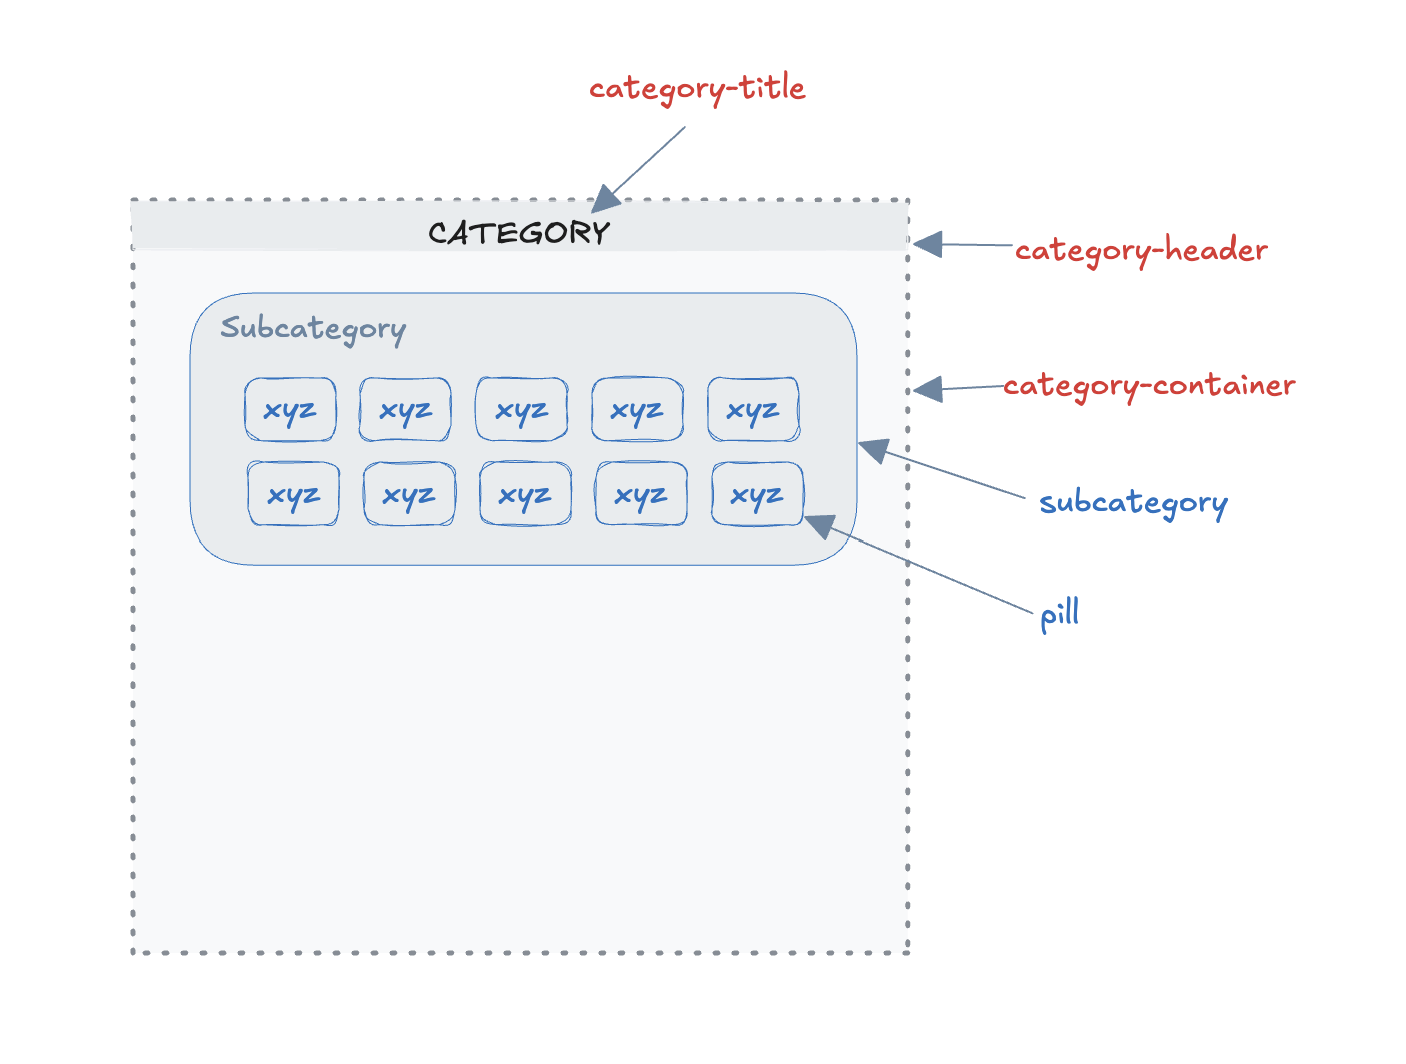 category-title
CATEGORY
category-header
Subcategory
category-container
xyz xyz xyz xyz xyz
xyz xyz xyz xyz xyz
subcategory
pill